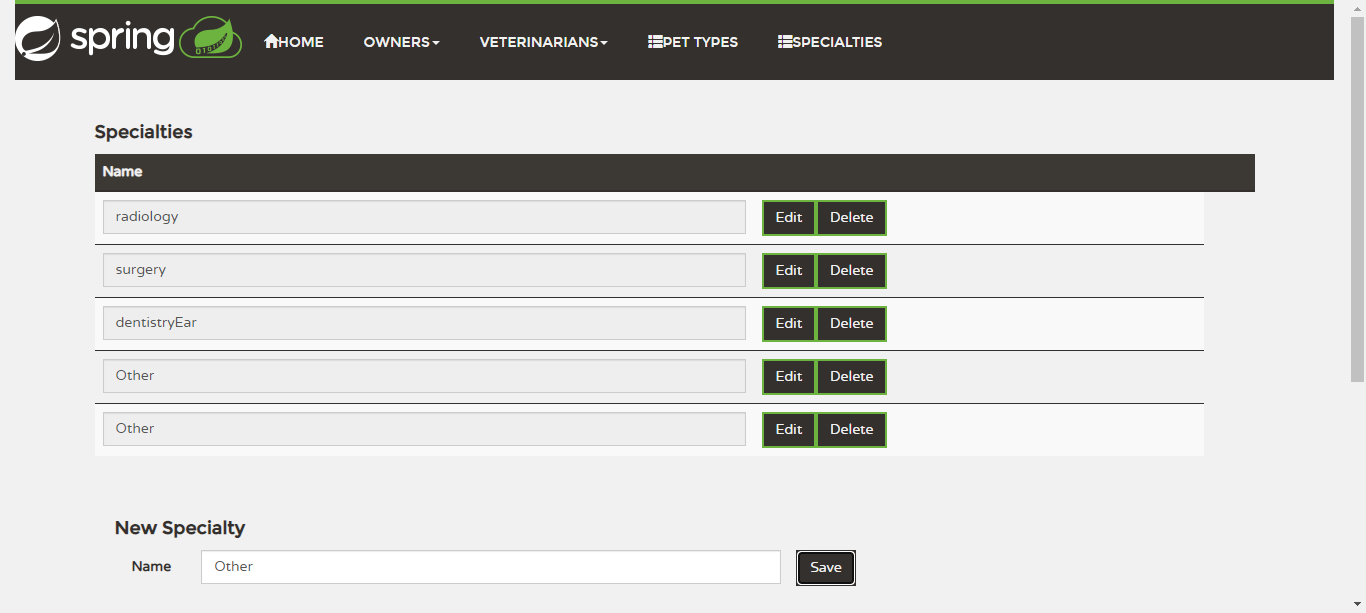 spring HOME OWNERS VETERINARIANS PET TYPES SPECIALTIES
Specialties
Name
radiology Edit Delete
surgery Edit Delete
dentistryEar Edit Delete
Other Edit Delete
Other Edit Delete
New Specialty
Name Other Save